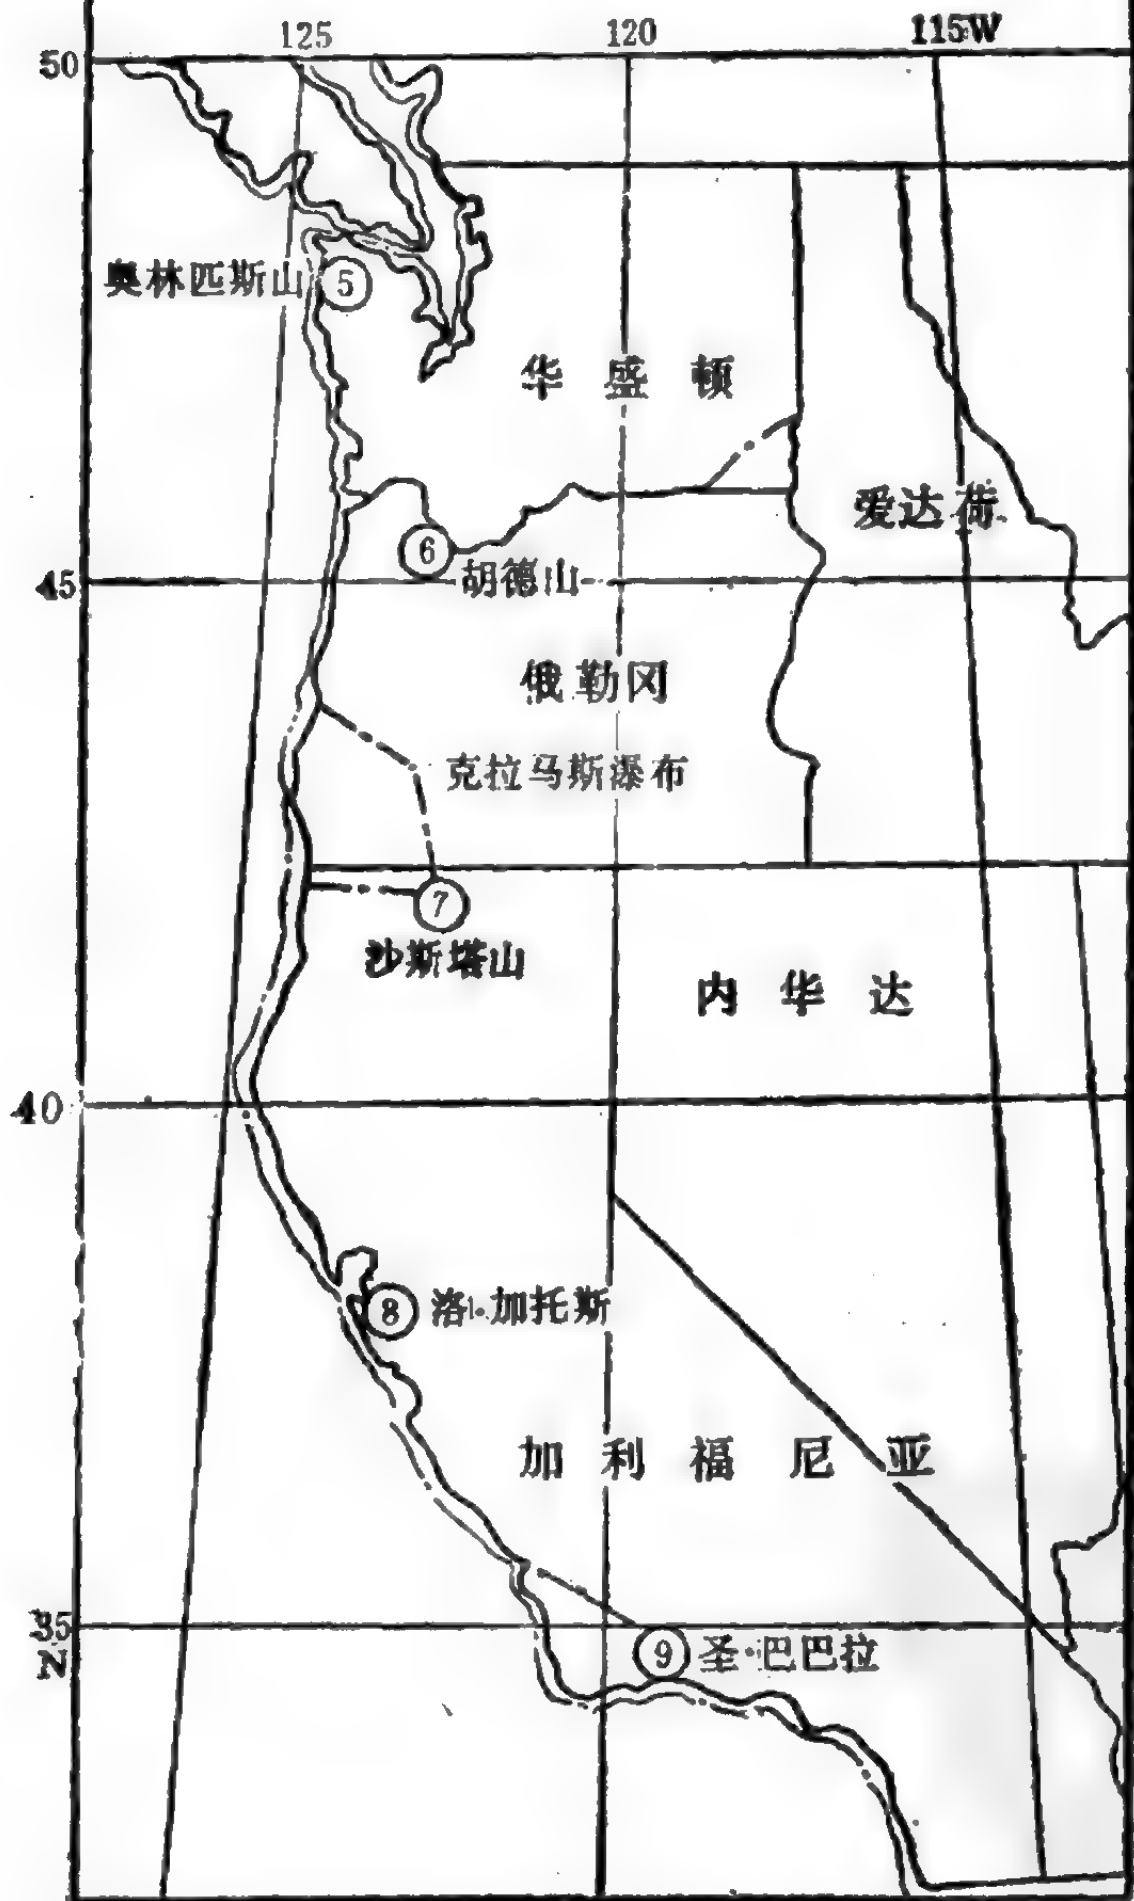 125 120 115W
50
奥林匹斯山 ⑤
华盛顿
爱达荷
⑥
胡德山
45
俄勒冈
克拉马斯瀑布
⑦
沙斯塔山
内华达
40
⑧ 洛·加托斯
加利福尼亚
35
N
⑨ 圣·巴巴拉